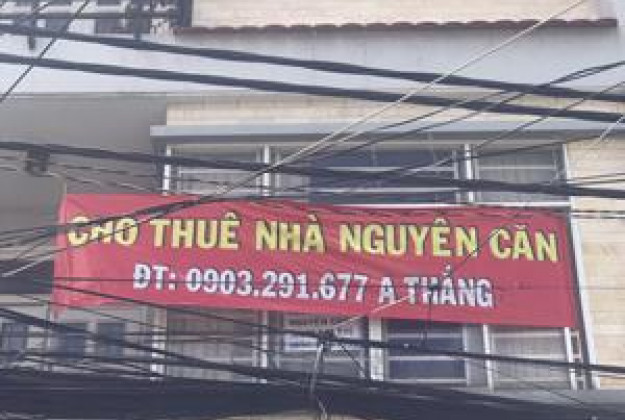 CHO THUÊ NHÀ NGUYÊN CĂN
ĐT: 0903.291.677 A THẮNG